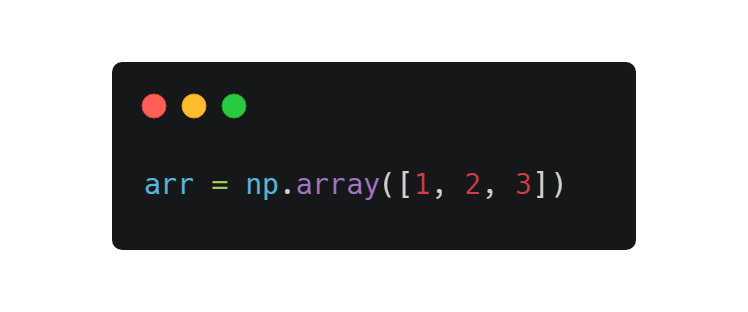 arr = np.array([1, 2, 3])